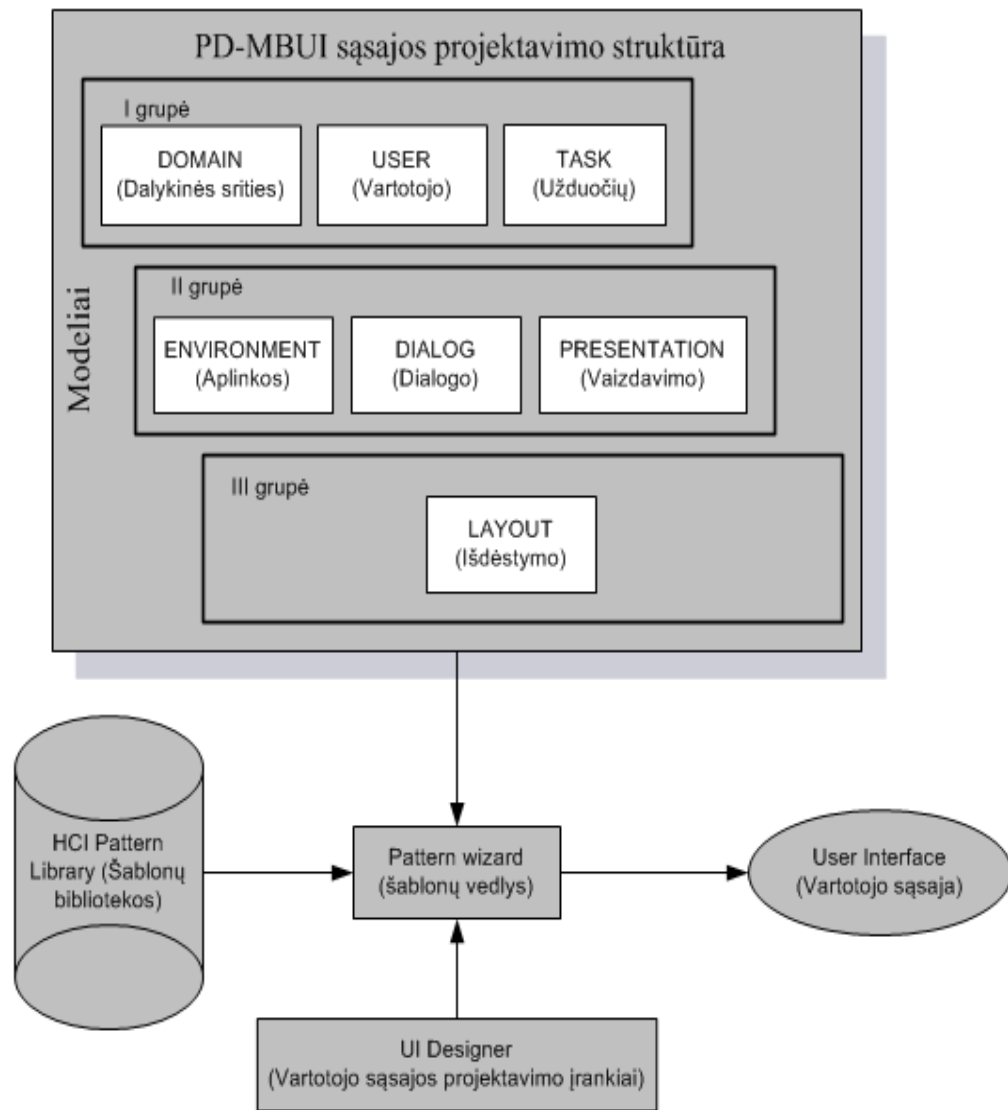 PD-MBUI sąsajos projektavimo struktūra
I grupė
DOMAIN
(Dalykinės srities)
USER
(Vartotojo)
TASK
(Užduočių)
Modeliai
II grupė
ENVIRONMENT
(Aplinkos)
DIALOG
(Dialogo)
PRESENTATION
(Vaizdavimo)
III grupė
LAYOUT
(Išdėstymo)
HCI Pattern
Library (Šablonų
bibliotekos)
Pattern wizard
(šablonų vedlys)
User Interface
(Vartotojo sąsaja)
UI Designer
(Vartotojo sąsajos projektavimo įrankiai)